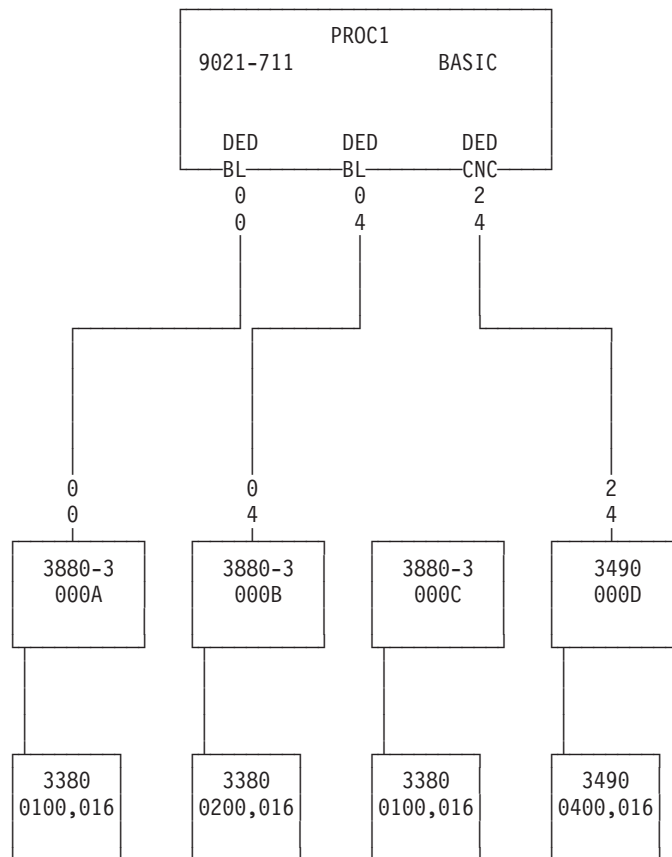 PROC1
9021-711 BASIC
DED DED DED
BL BL CNC
0 0 2
0 4 4
0 0 2
0 4 4
3880-3 3880-3 3880-3 3490
000A 000B 000C 000D
3380 3380 3380 3490
0100,016 0200,016 0100,016 0400,016